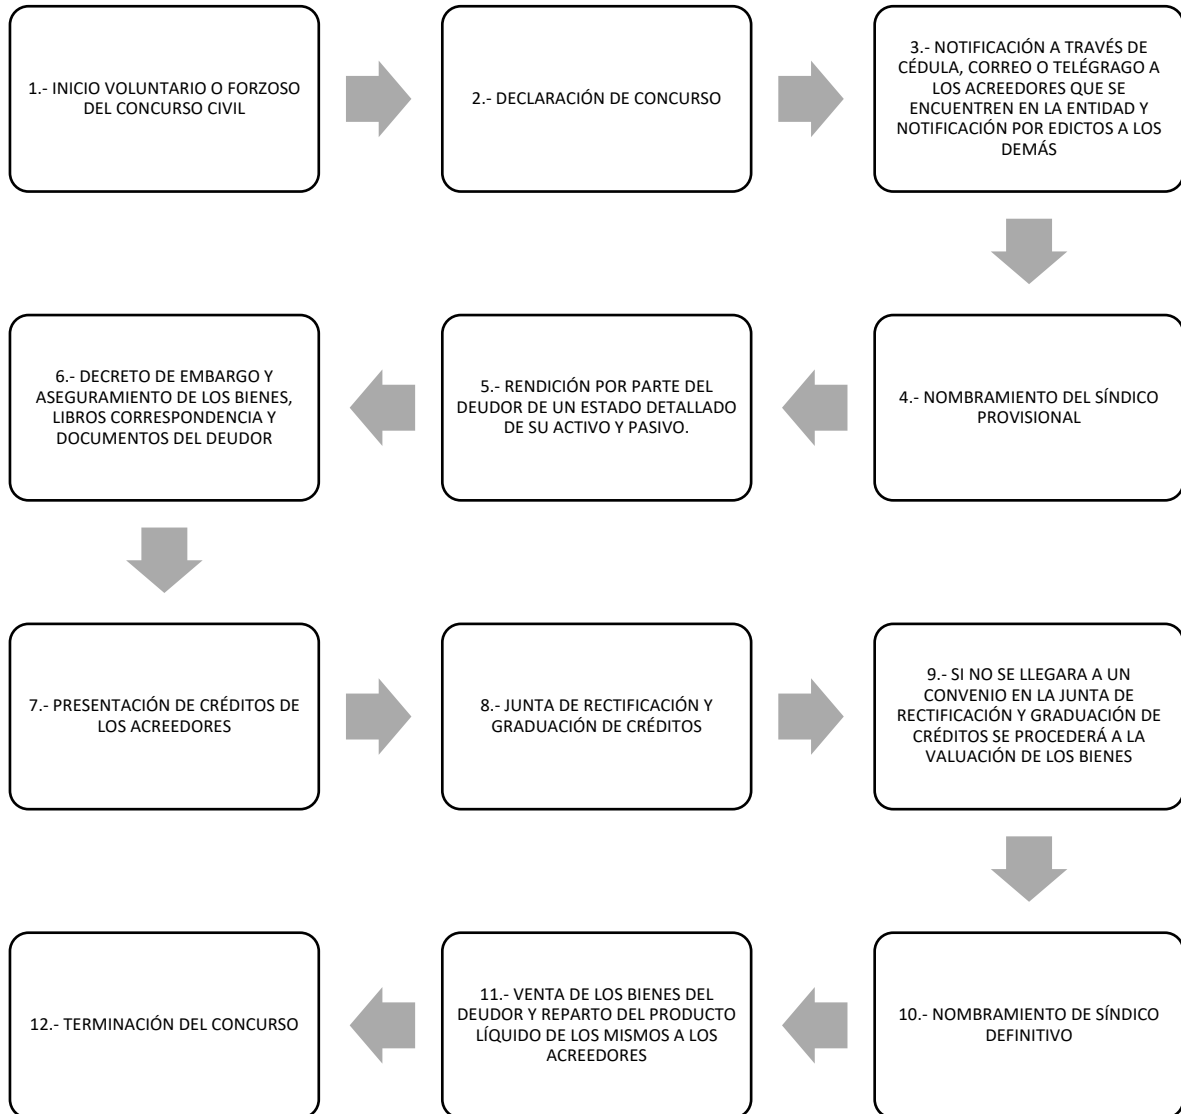 1.- INICIO VOLUNTARIO O FORZOSO
DEL CONCURSO CIVIL
2.- DECLARACIÓN DE CONCURSO
3.- NOTIFICACIÓN A TRAVÉS DE
CÉDULA, CORREO O TELÉGRAGO A
LOS ACREEDORES QUE SE
ENCUENTREN EN LA ENTIDAD Y
NOTIFICACIÓN POR EDICTOS A LOS
DEMÁS
4.- NOMBRAMIENTO DEL SÍNDICO
PROVISIONAL
5.- RENDICIÓN POR PARTE DEL
DEUDOR DE UN ESTADO DETALLADO
DE SU ACTIVO Y PASIVO.
6.- DECRETO DE EMBARGO Y
ASEGURAMIENTO DE LOS BIENES,
LIBROS CORRESPONDENCIA Y
DOCUMENTOS DEL DEUDOR
7.- PRESENTACIÓN DE CRÉDITOS DE
LOS ACREEDORES
8.- JUNTA DE RECTIFICACIÓN Y
GRADUACIÓN DE CRÉDITOS
9.- SI NO SE LLEGARA A UN
CONVENIO EN LA JUNTA DE
RECTIFICACIÓN Y GRADUACIÓN DE
CRÉDITOS SE PROCEDERÁ A LA
VALUACIÓN DE LOS BIENES
10.- NOMBRAMIENTO DE SÍNDICO
DEFINITIVO
11.- VENTA DE LOS BIENES DEL
DEUDOR Y REPARTO DEL PRODUCTO
LÍQUIDO DE LOS MISMOS A LOS
ACREEDORES
12.- TERMINACIÓN DEL CONCURSO